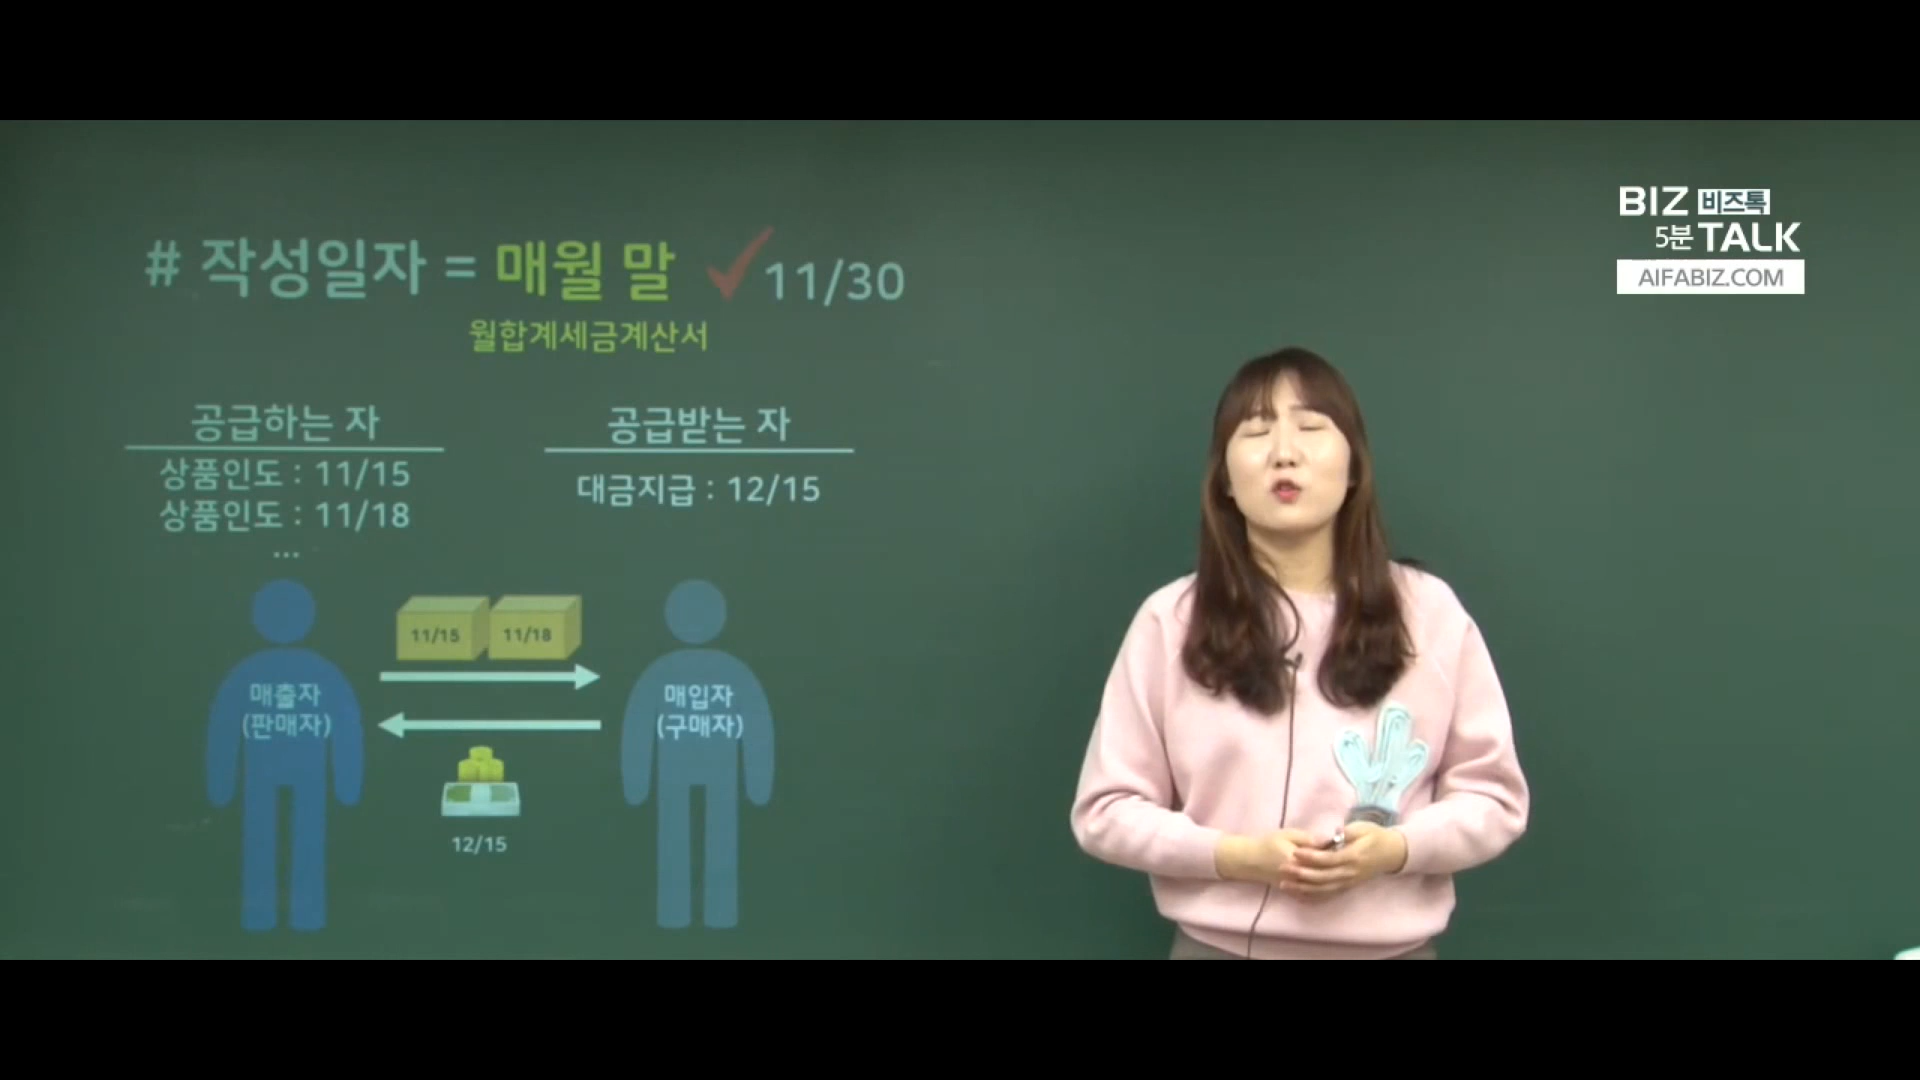 # 작성일자 = 매월 말 ✓ 11/30
월합계세금계산서
공급하는 자
상품인도 : 11/15
상품인도 : 11/18
...
공급받는 자
대금지급 : 12/15
11/15
11/18
매출자
(판매자)
매입자
(구매자)
12/15
BIZ 비즈톡
5분 TALK
AIFABIZ.COM